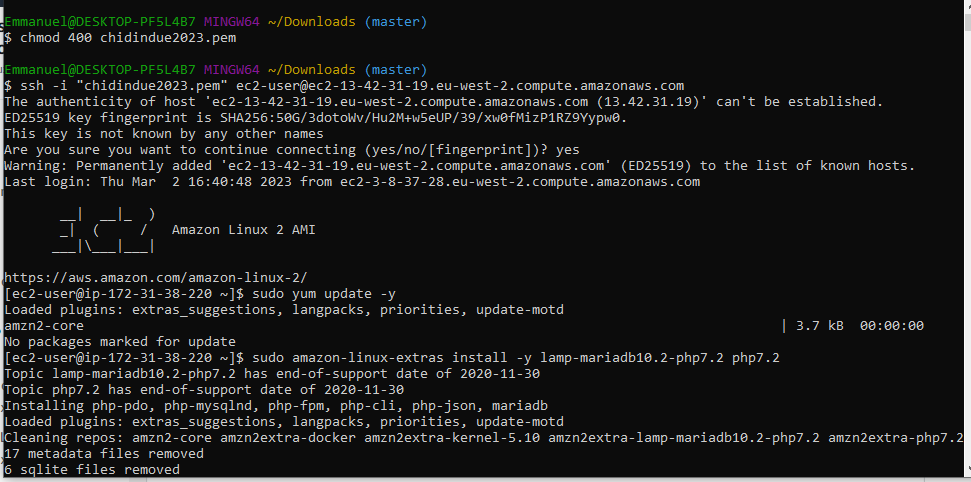 Emmanuel@DESKTOP-PF5L4B7 MINGW64 ~/Downloads (master)
$ chmod 400 chidindue2023.pem
Emmanuel@DESKTOP-PF5L4B7 MINGW64 ~/Downloads (master)
$ ssh -i "chidindue2023.pem" ec2-user@ec2-13-42-31-19.eu-west-2.compute.amazonaws.com
The authenticity of host 'ec2-13-42-31-19.eu-west-2.compute.amazonaws.com (13.42.31.19)' can't be established.
ED25519 key fingerprint is SHA256:50G/3dotoWv/Hu2M+w5eUP/39/xw0fMizP1RZ9Yypw0.
This key is not known by any other names
Are you sure you want to continue connecting (yes/no/[fingerprint])? yes
Warning: Permanently added 'ec2-13-42-31-19.eu-west-2.compute.amazonaws.com' (ED25519) to the list of known hosts.
Last login: Thu Mar  2 16:40:48 2023 from ec2-3-8-37-28.eu-west-2.compute.amazonaws.com
       __|  __|_  )
       _|  (     /   Amazon Linux 2 AMI
      ___|\___|___|
https://aws.amazon.com/amazon-linux-2/
[ec2-user@ip-172-31-38-220 ~]$ sudo yum update -y
Loaded plugins: extras_suggestions, langpacks, priorities, update-motd
amzn2-core | 3.7 kB  00:00:00
No packages marked for update
[ec2-user@ip-172-31-38-220 ~]$ sudo amazon-linux-extras install -y lamp-mariadb10.2-php7.2 php7.2
Topic lamp-mariadb10.2-php7.2 has end-of-support date of 2020-11-30
Topic php7.2 has end-of-support date of 2020-11-30
Installing php-pdo, php-mysqlnd, php-fpm, php-cli, php-json, mariadb
Loaded plugins: extras_suggestions, langpacks, priorities, update-motd
Cleaning repos: amzn2-core amzn2extra-docker amzn2extra-kernel-5.10 amzn2extra-lamp-mariadb10.2-php7.2 amzn2extra-php7.2
17 metadata files removed
6 sqlite files removed